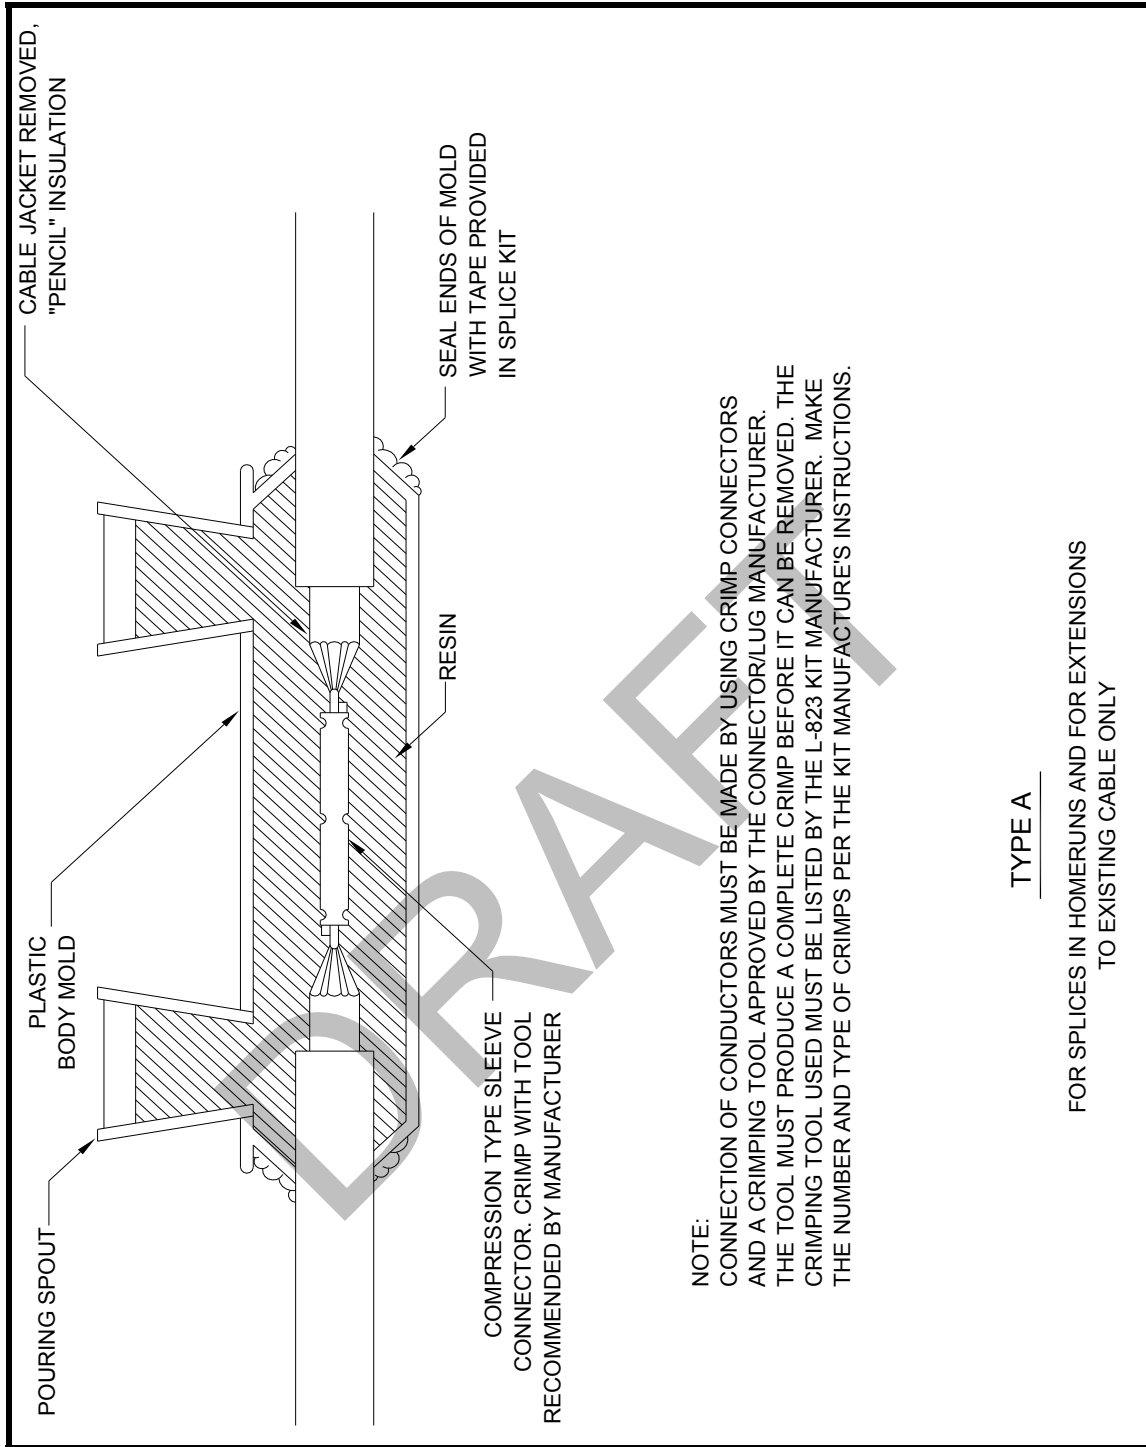 CABLE JACKET REMOVED,
"PENCIL" INSULATION
PLASTIC
BODY MOLD
POURING SPOUT
SEAL ENDS OF MOLD
WITH TAPE PROVIDED
IN SPLICE KIT
RESIN
COMPRESSION TYPE SLEEVE
CONNECTOR. CRIMP WITH TOOL
RECOMMENDED BY MANUFACTURER
DRAFT
NOTE:
CONNECTION OF CONDUCTORS MUST BE MADE BY USING CRIMP CONNECTORS
AND A CRIMPING TOOL APPROVED BY THE CONNECTOR/LUG MANUFACTURER.
THE TOOL MUST PRODUCE A COMPLETE CRIMP BEFORE IT CAN BE REMOVED. THE
CRIMPING TOOL USED MUST BE LISTED BY THE L-823 KIT MANUFACTURER. MAKE
THE NUMBER AND TYPE OF CRIMPS PER THE KIT MANUFACTURE'S INSTRUCTIONS.
TYPE A
FOR SPLICES IN HOMERUNS AND FOR EXTENSIONS
TO EXISTING CABLE ONLY